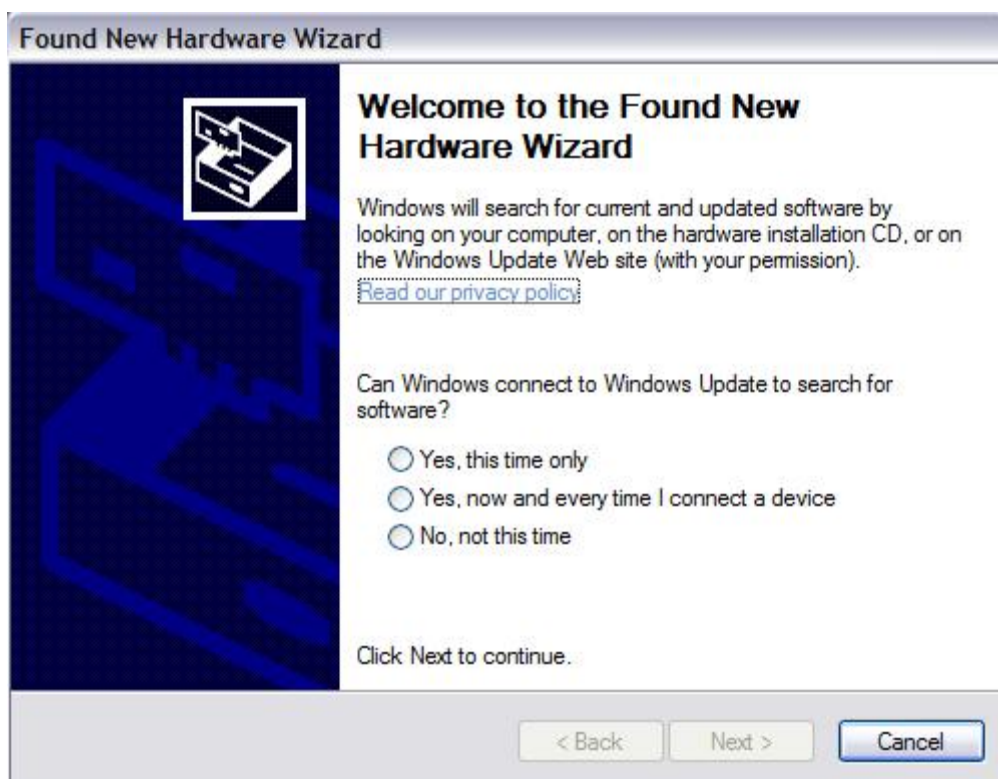 Found New Hardware Wizard
Welcome to the Found New
Hardware Wizard
Windows will search for current and updated software by
looking on your computer, on the hardware installation CD, or on
the Windows Update Web site (with your permission).
Read our privacy policy
Can Windows connect to Windows Update to search for
software?
Yes, this time only
Yes, now and every time I connect a device
No, not this time
Click Next to continue.
< Back
Next >
Cancel